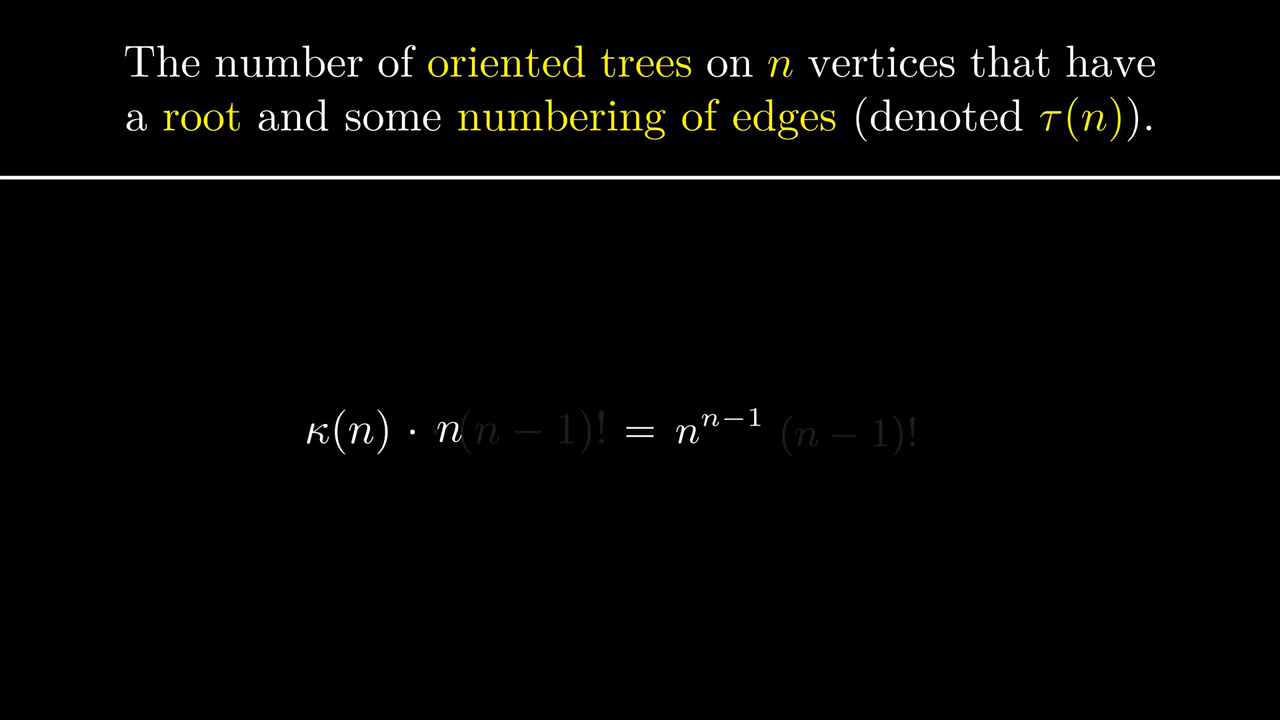 The number of oriented trees on n vertices that have
a root and some numbering of edges (denoted τ(n)).
κ(n) · n(n − 1)! = n^{n−1} (n − 1)!